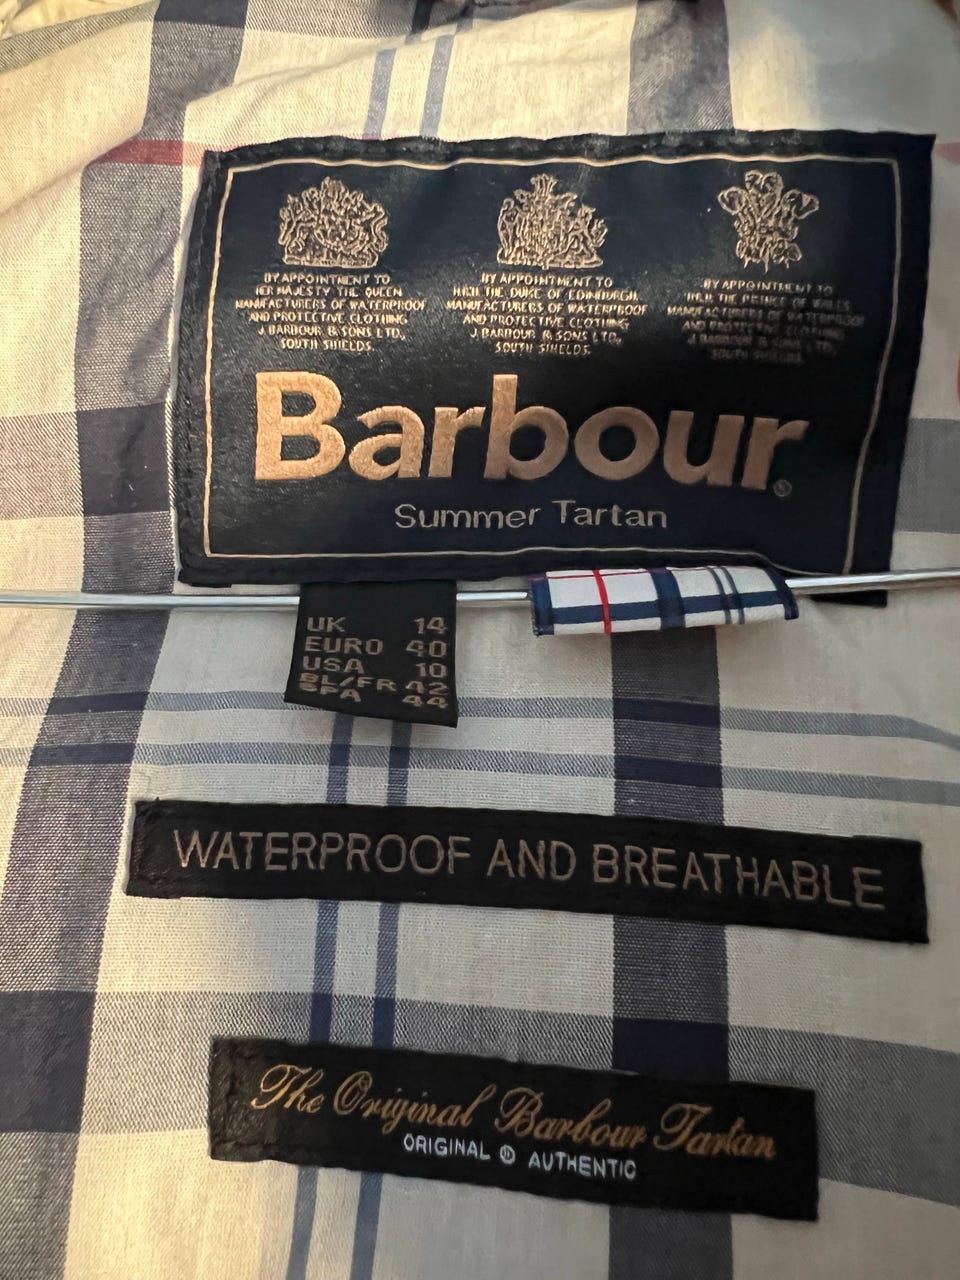 BY APPOINTMENT TO
HER MAJESTY THE QUEEN
MANUFACTURERS OF WATERPROOF
AND PROTECTIVE CLOTHING
J. BARBOUR & SONS LTD.,
SOUTH SHIELDS.
BY APPOINTMENT TO
H.R.H. THE DUKE OF EDINBURGH.
MANUFACTURERS OF WATERPROOF
AND PROTECTIVE CLOTHING
J. BARBOUR & SONS LTD.,
SOUTH SHIELDS.
BY APPOINTMENT TO
H.R.H. THE PRINCE OF WALES.
MANUFACTURERS OF WATERPROOF
AND PROTECTIVE CLOTHING
J. BARBOUR & SONS LTD.,
SOUTH SHIELDS.
Barbour®
Summer Tartan
UK 14
EURO 40
USA 10
BL/FR 42
SPA 44
WATERPROOF AND BREATHABLE
The Original Barbour Tartan
ORIGINAL AUTHENTIC